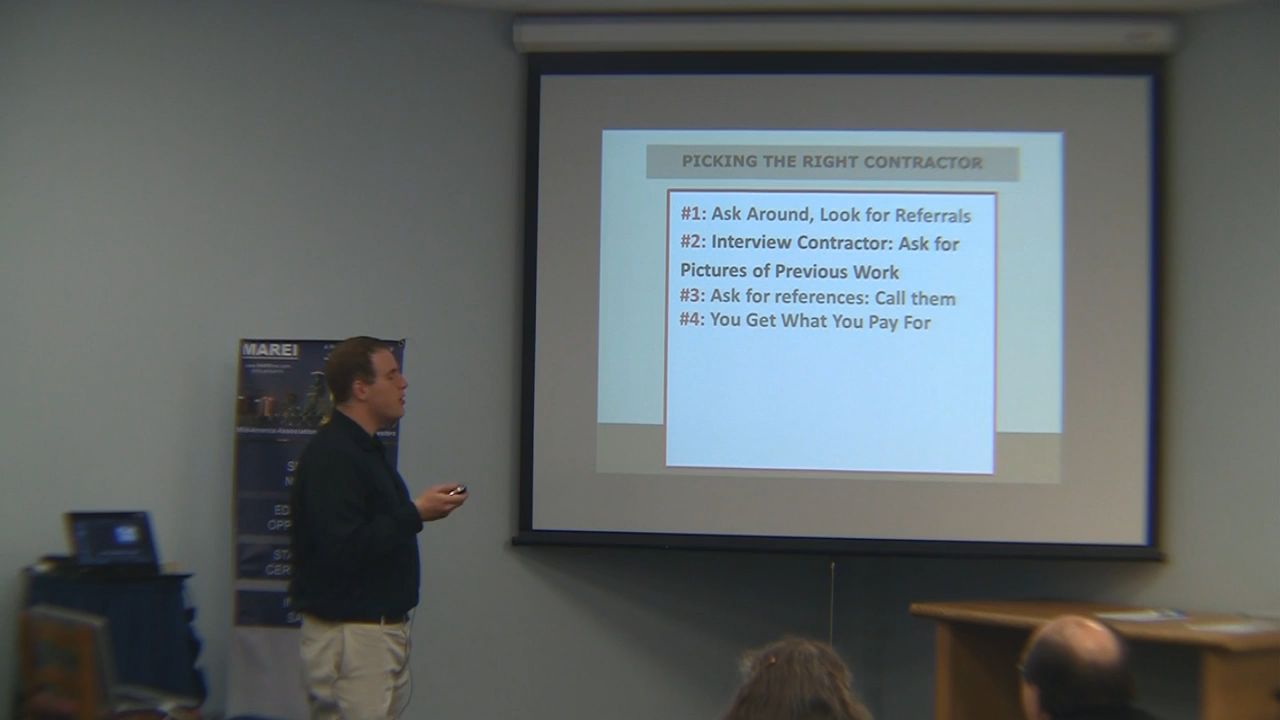 PICKING THE RIGHT CONTRACTOR
#1: Ask Around, Look for Referrals
#2: Interview Contractor: Ask for
Pictures of Previous Work
#3: Ask for references: Call them
#4: You Get What You Pay For
MAREI